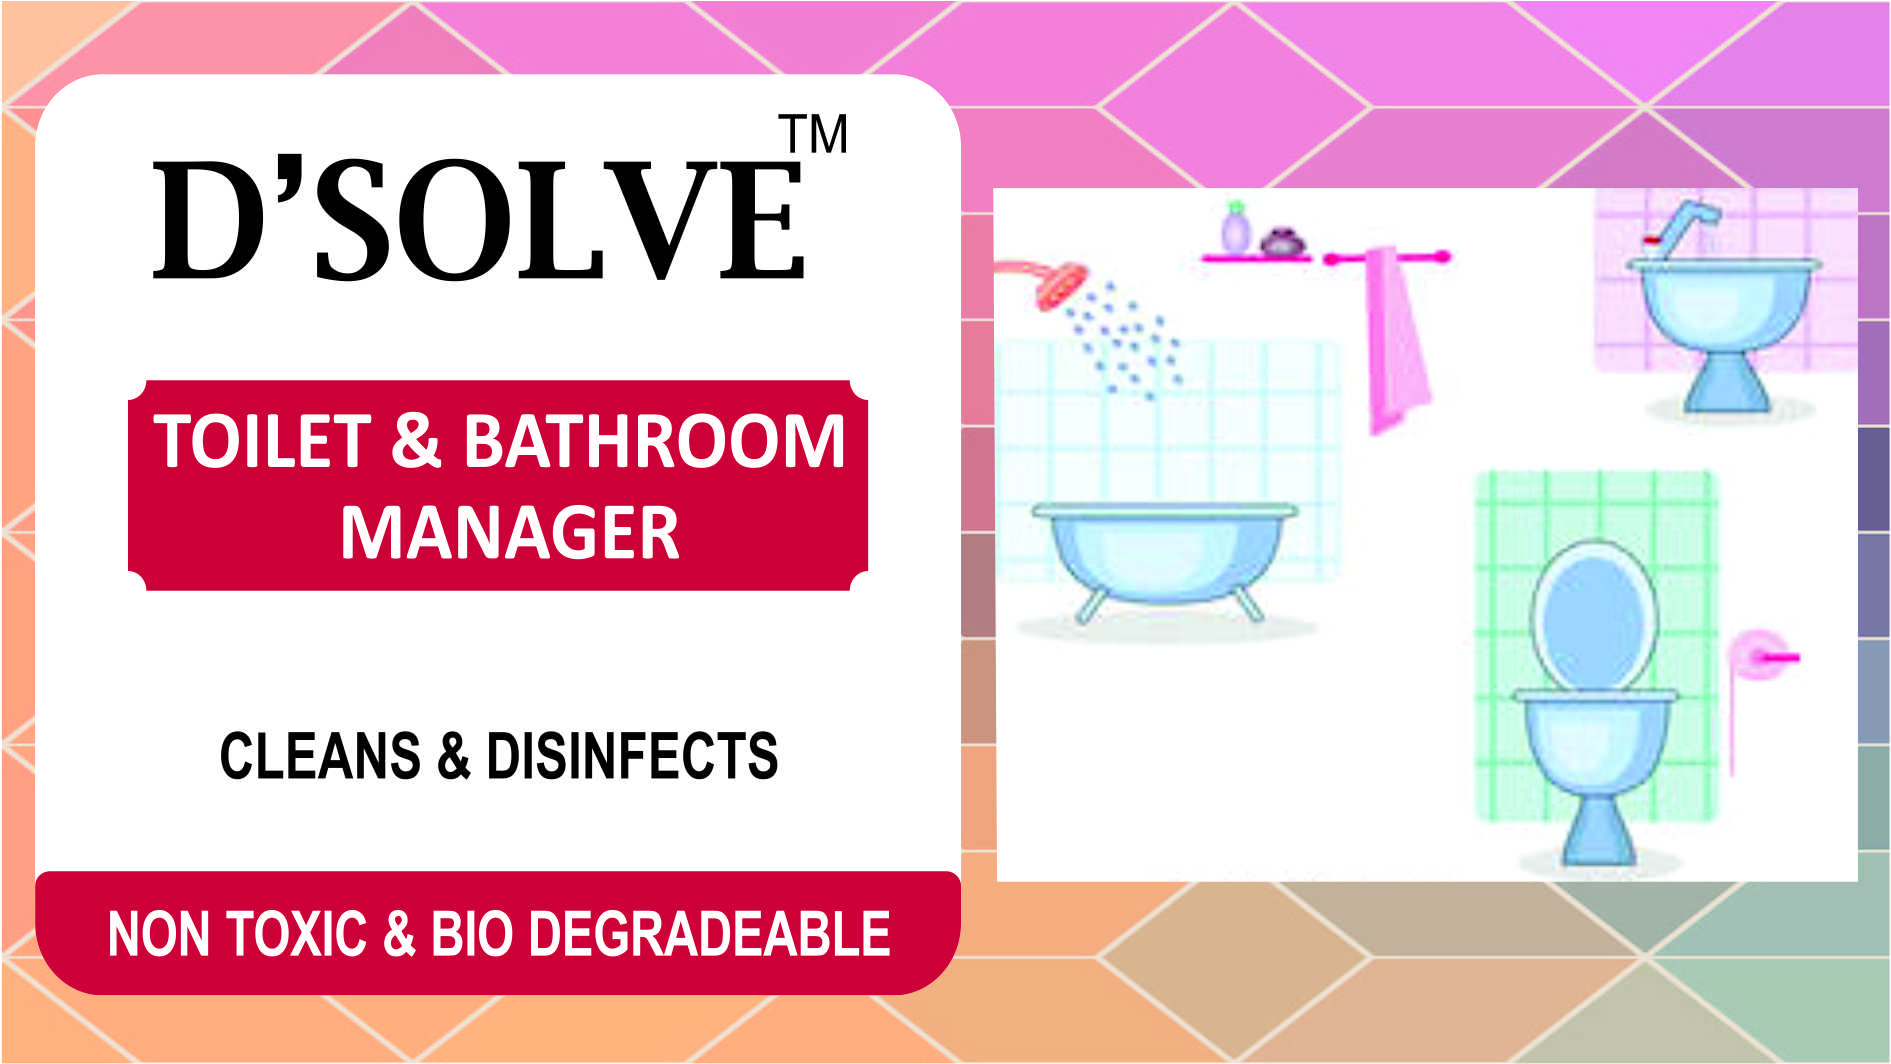 D’SOLVE™
TOILET & BATHROOM
MANAGER
CLEANS & DISINFECTS
NON TOXIC & BIO DEGRADEABLE